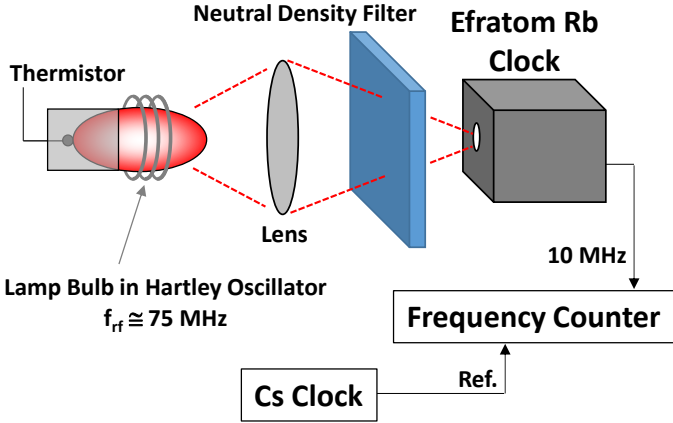 Neutral Density Filter
Efratom Rb
Clock
Thermistor
Lens
Lamp Bulb in Hartley Oscillator
f_rf ≅ 75 MHz
10 MHz
Frequency Counter
Ref.
Cs Clock